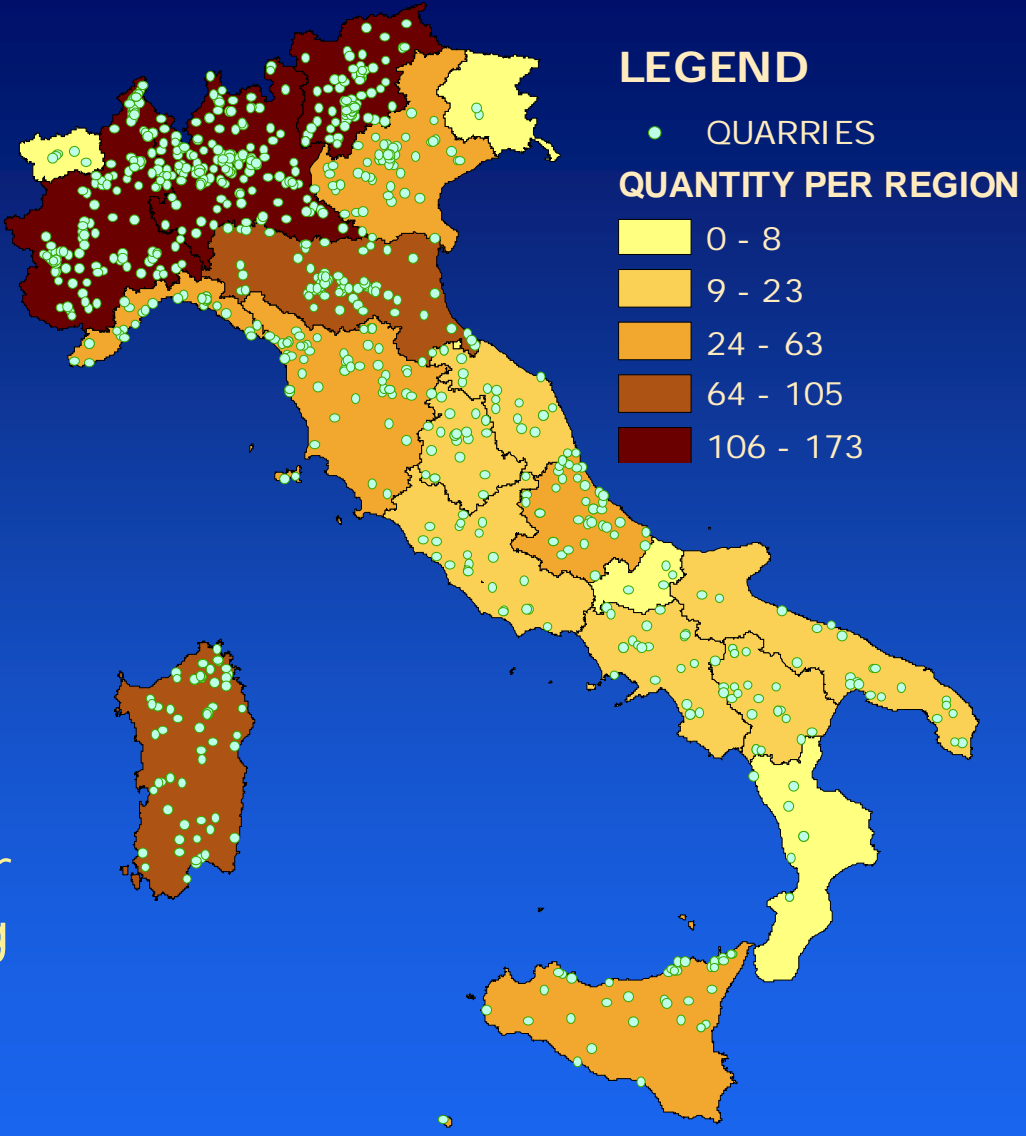 LEGEND
QUARRIES
QUANTITY PER REGION
0 - 8
9 - 23
24 - 63
64 - 105
106 - 173
g